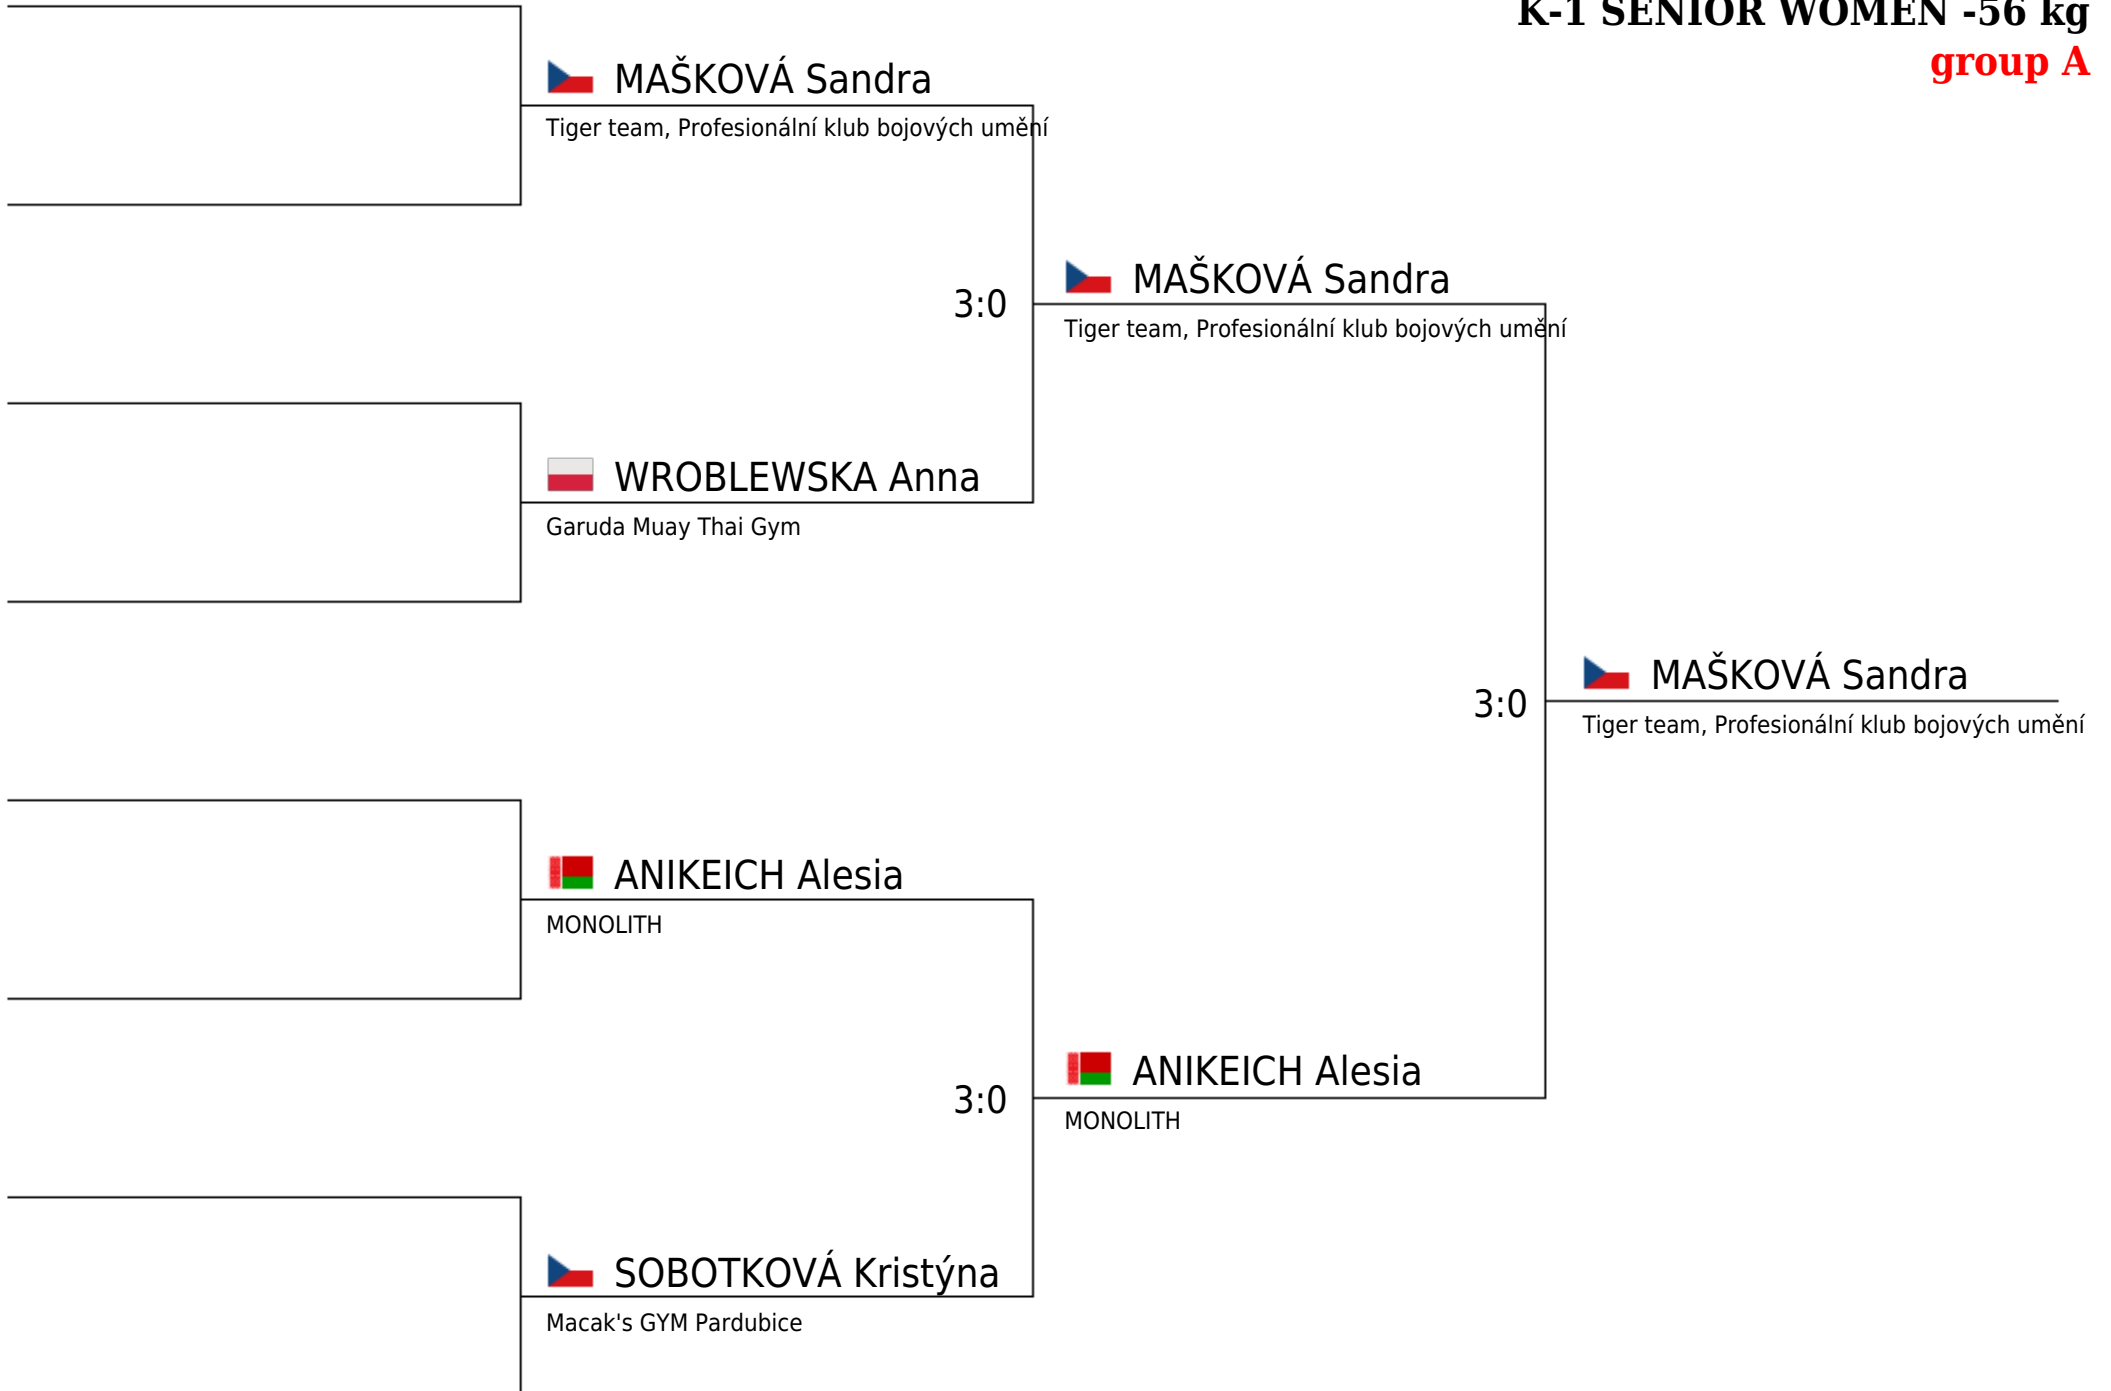 K-1 SENIOR WOMEN -56 kg
group A
MAŠKOVÁ Sandra
Tiger team, Profesionální klub bojových umění
3:0
MAŠKOVÁ Sandra
Tiger team, Profesionální klub bojových umění
WROBLEWSKA Anna
Garuda Muay Thai Gym
3:0
MAŠKOVÁ Sandra
Tiger team, Profesionální klub bojových umění
ANIKEICH Alesia
MONOLITH
3:0
ANIKEICH Alesia
MONOLITH
SOBOTKOVÁ Kristýna
Macak's GYM Pardubice